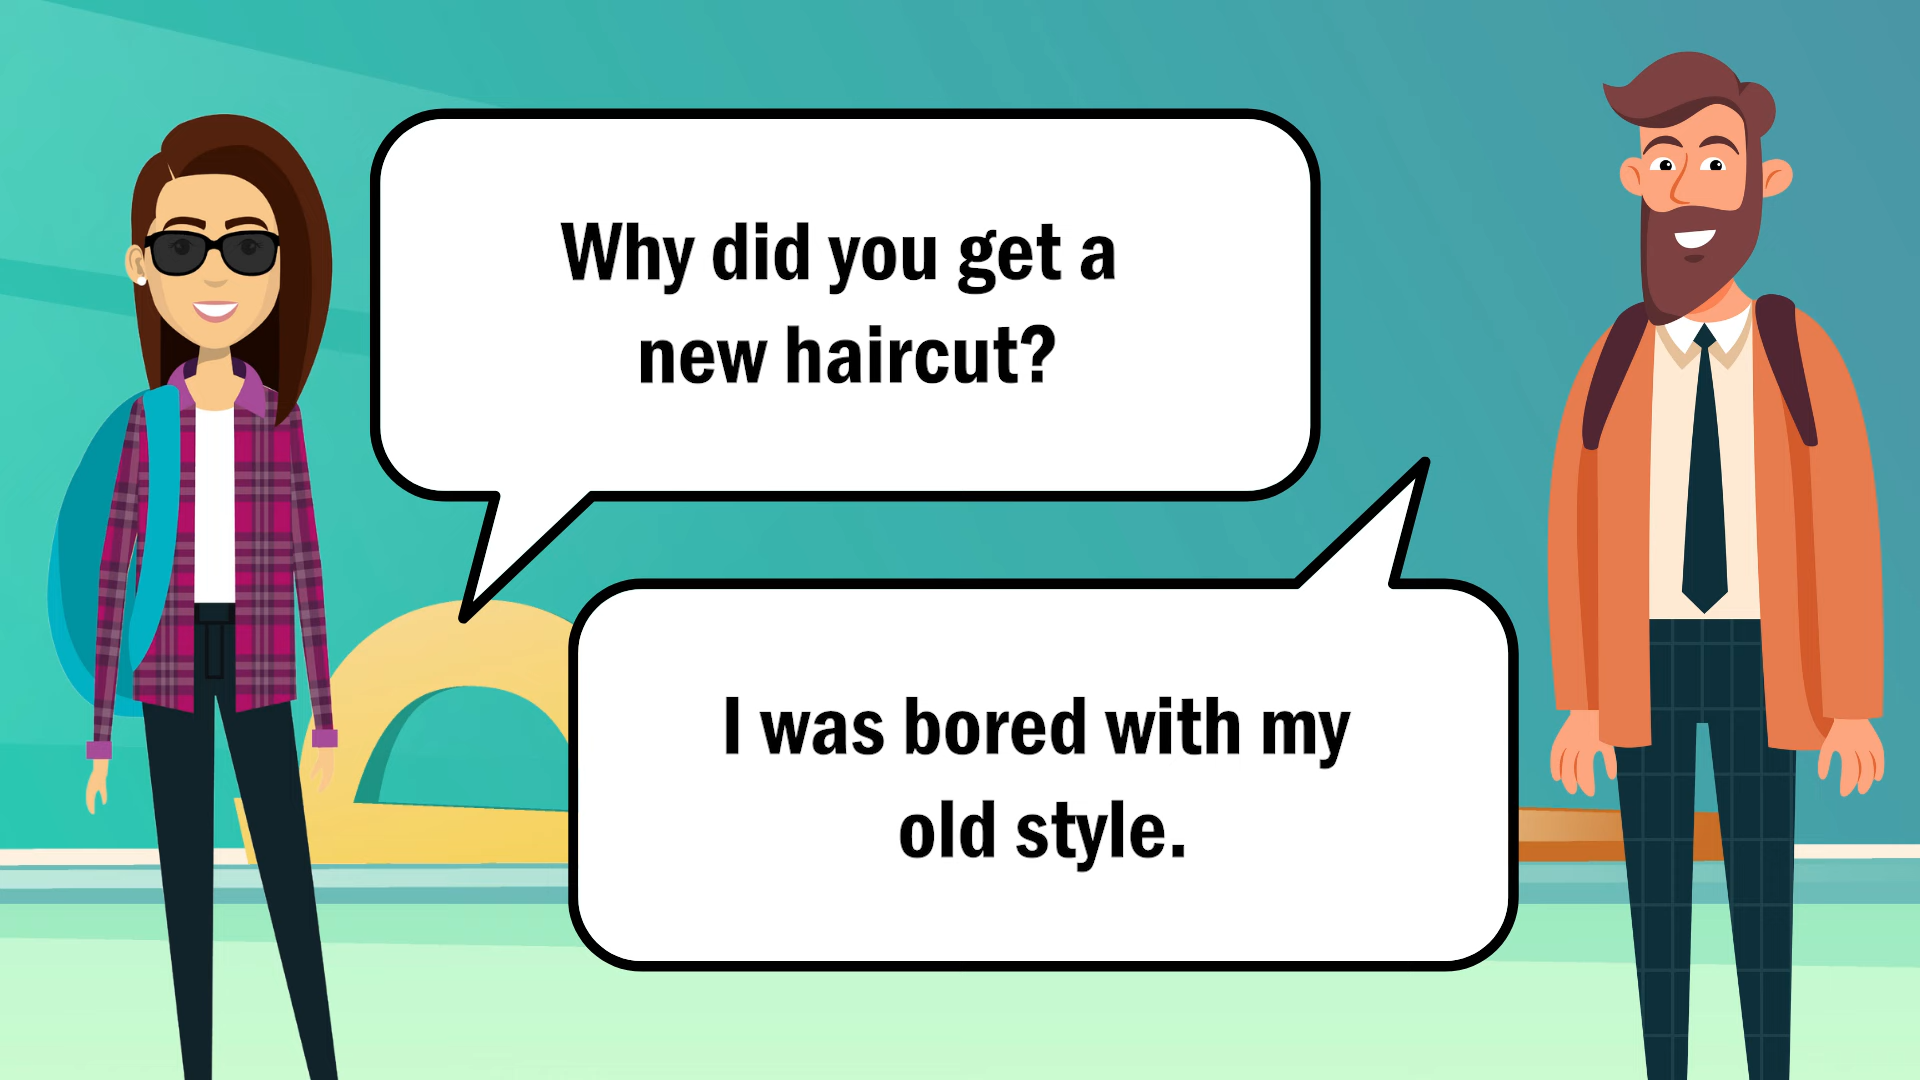 Why did you get a
new haircut?
I was bored with my
old style.